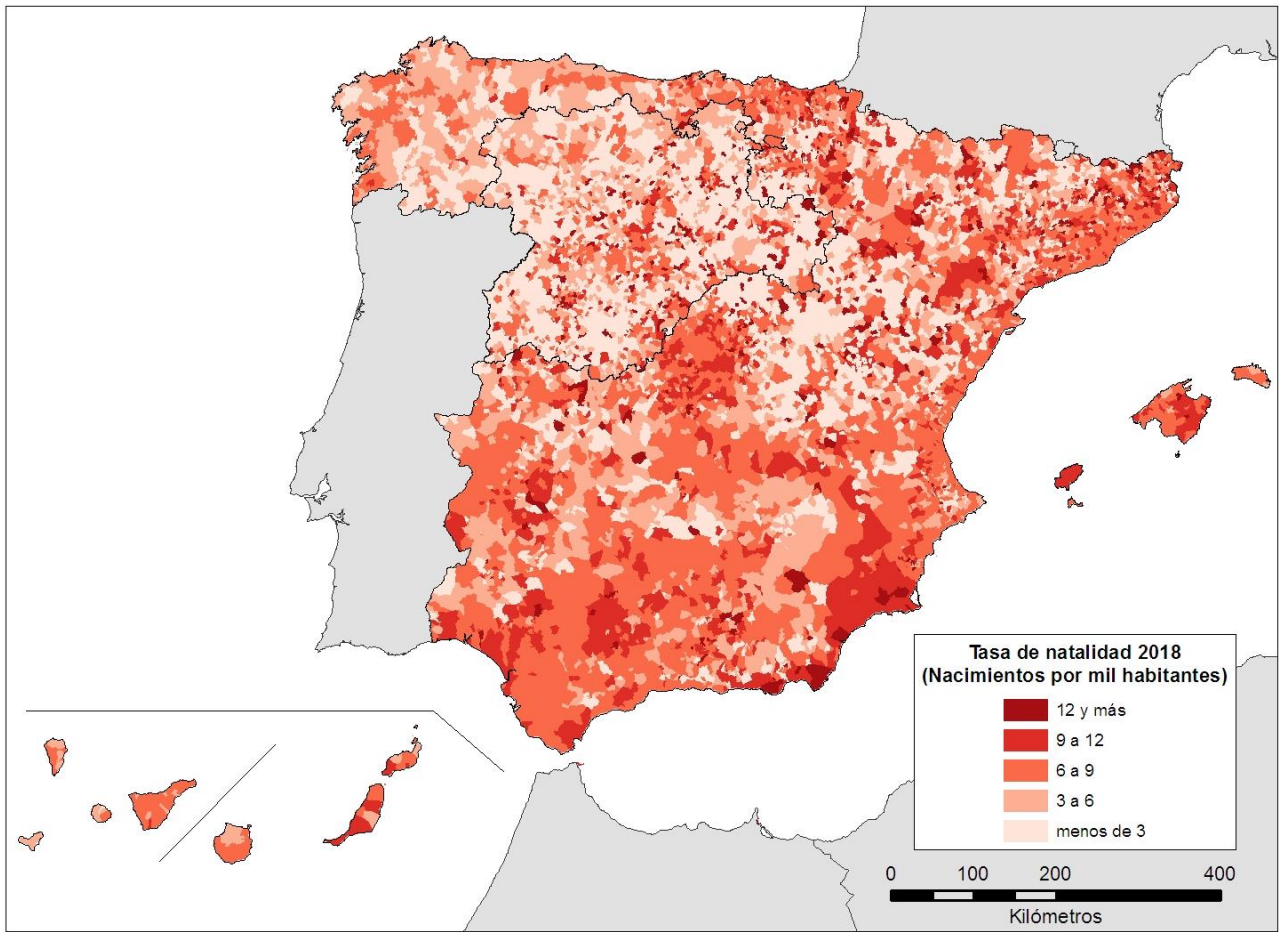 Tasa de natalidad 2018
(Nacimientos por mil habitantes)
12 y más
9 a 12
6 a 9
3 a 6
menos de 3
0 100 200 400
Kilómetros